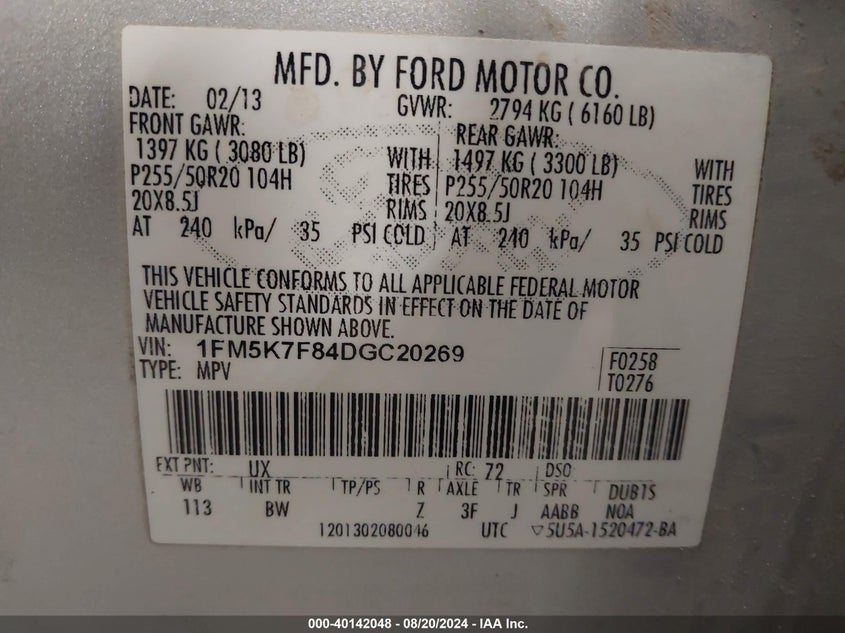 MFD. BY FORD MOTOR CO.
DATE: 02/13 GVWR: 2794 KG ( 6160 LB)
FRONT GAWR: REAR GAWR:
1397 KG ( 3080 LB) WITH 1497 KG ( 3300 LB) WITH
P255/50R20 104H TIRES P255/50R20 104H TIRES
20X8.5J RIMS 20X8.5J RIMS
AT 240 kPa/ 35 PSI COLD AT 240 kPa/ 35 PSI COLD
THIS VEHICLE CONFORMS TO ALL APPLICABLE FEDERAL MOTOR
VEHICLE SAFETY STANDARDS IN EFFECT ON THE DATE OF
MANUFACTURE SHOWN ABOVE.
VIN: 1FM5K7F84DGC20269 F0258
TYPE: MPV T0276
EXT PNT: UX RC: 72 DSO
WB INT TR TP/PS R AXLE TR SPR DUB1S
113 BW Z 3F J AABB NOA
1201302080046 UTC ▽5U5A-1520472-BA
000-40142048 - 08/20/2024 - IAA Inc.